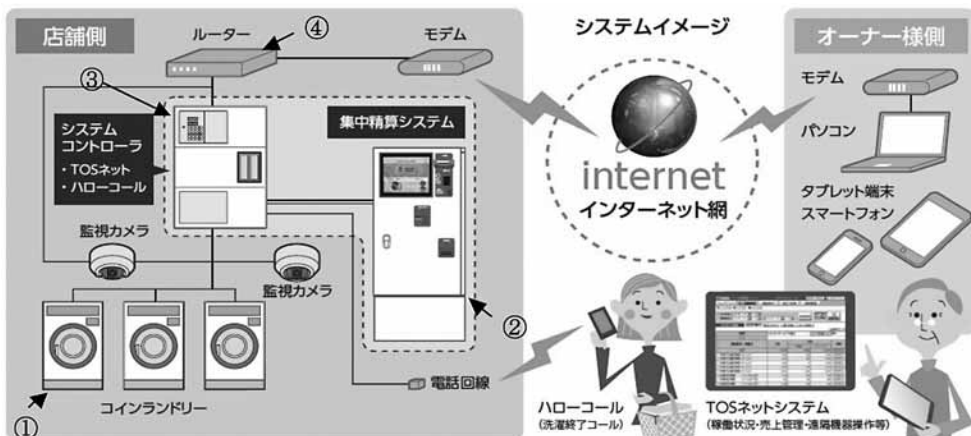 店舗側
ルーター
④
モデム
システムイメージ
オーナー様側
③
システム
コントローラ
・TOSネット
・ハローコール
集中精算システム
internet
インターネット網
モデム
パソコン
タブレット端末
スマートフォン
監視カメラ
監視カメラ
②
電話回線
コインランドリー
①
ハローコール
(洗濯終了コール)
TOSネットシステム
(稼働状況・売上管理・遠隔機器操作等)